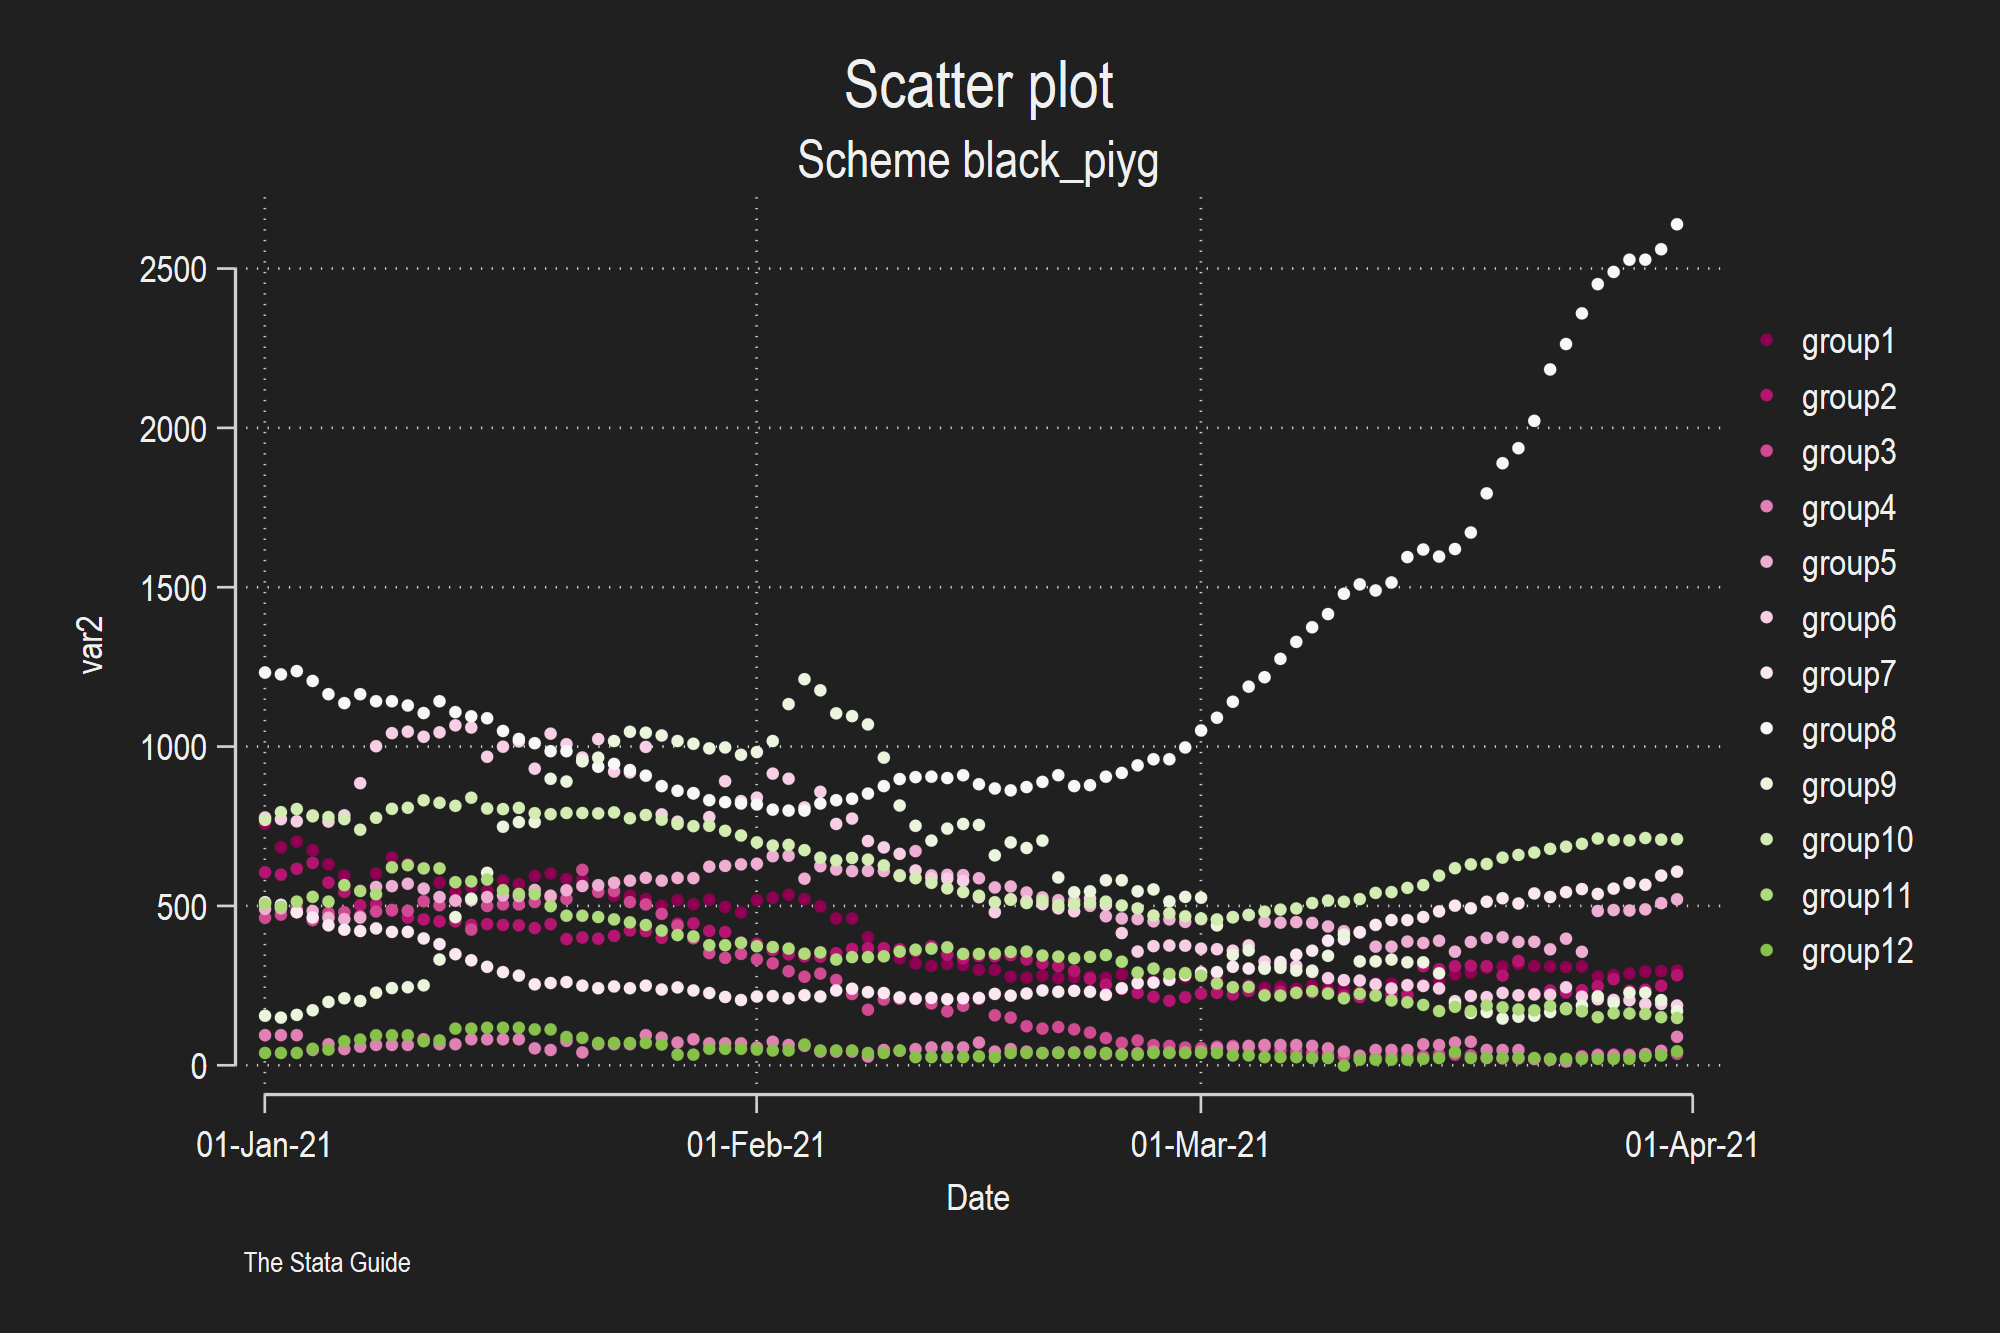 Scatter plot
Scheme black_piyg
2500
2000
1500
1000
500
0
var2
01-Jan-21
01-Feb-21
01-Mar-21
01-Apr-21
Date
group1
group2
group3
group4
group5
group6
group7
group8
group9
group10
group11
group12
The Stata Guide